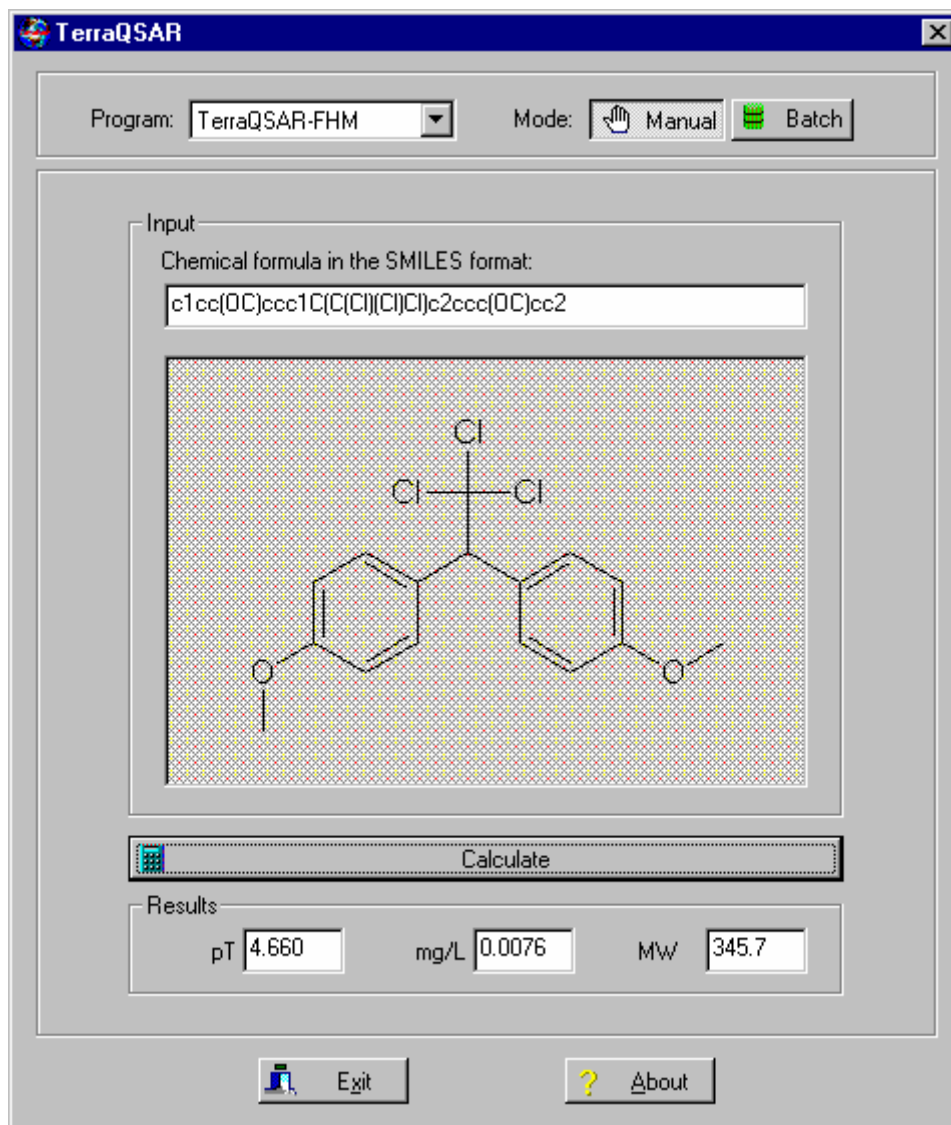 TerraQSAR
Program: TerraQSAR-FHM Mode: Manual Batch
Input
Chemical formula in the SMILES format:
c1cc(OC)ccc1C(C(Cl)(Cl)Cl)c2ccc(OC)cc2
Cl
Cl Cl
O O
Calculate
Results
pT 4.660 mg/L 0.0076 MW 345.7
Exit ? About